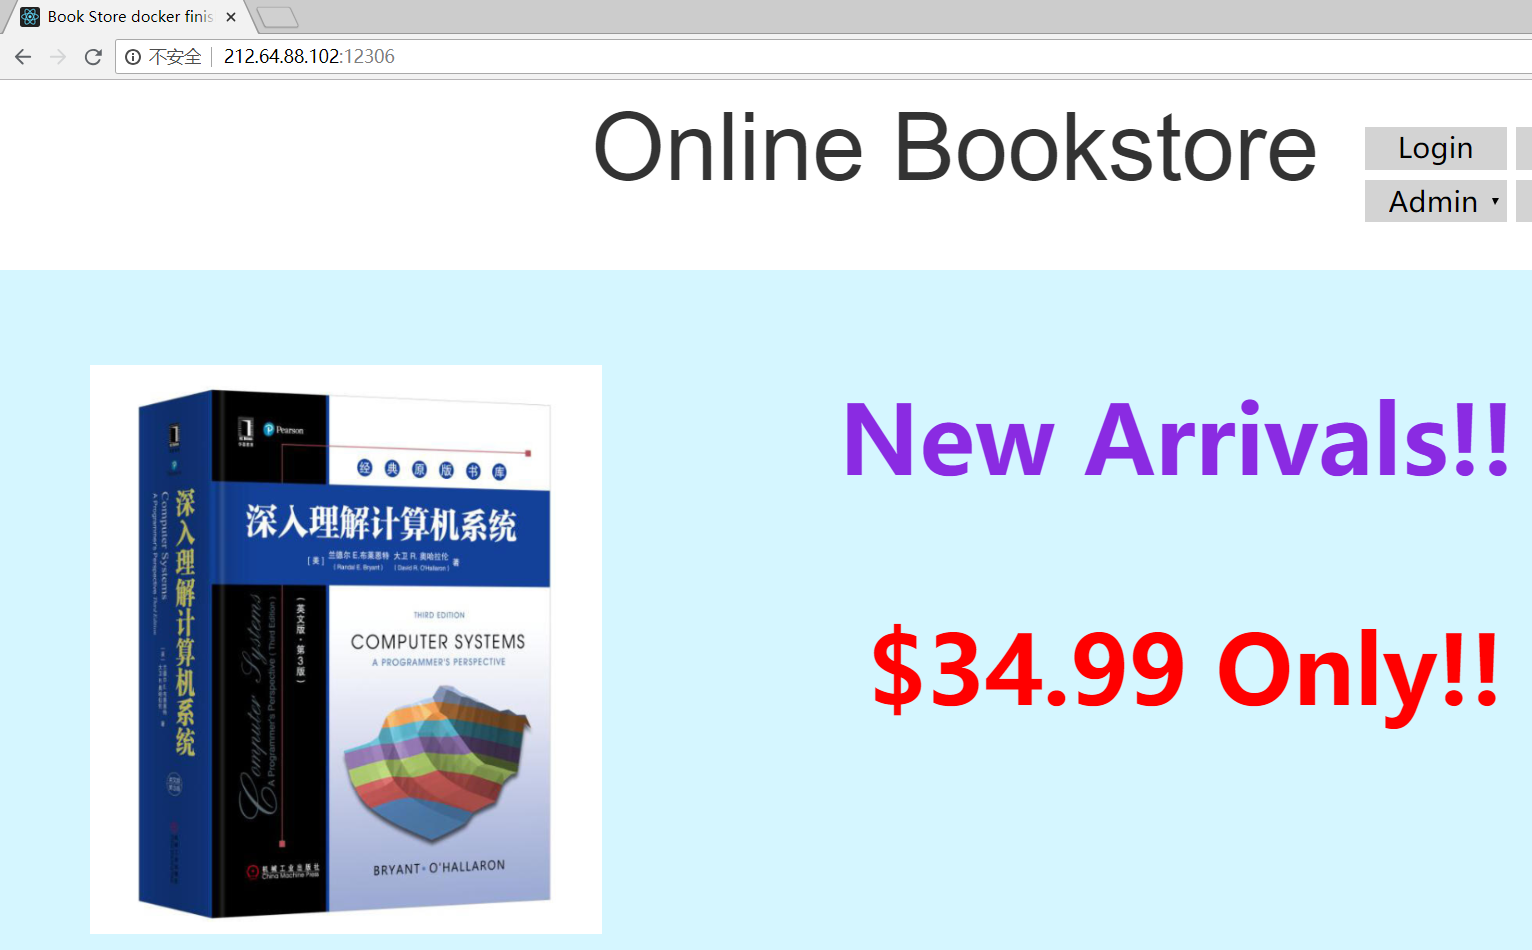 Book Store docker finis
不安全
212.64.88.102:12306
Online Bookstore
Login
Admin
New Arrivals!!
$34.99 Only!!
Pearson
经典原版书库
深入理解计算机系统
[美] 兰德尔 E.布莱恩特 大卫 R.奥哈拉伦 著
(Randal E. Bryant) (David R. O'Hallaron)
(英文版·第3版)
Computer Systems
A Programmer's Perspective (Third Edition)
THIRD EDITION
COMPUTER SYSTEMS
A PROGRAMMER'S PERSPECTIVE
BRYANT · O'HALLARON
机械工业出版社
China Machine Press
深入理解计算机系统
Computer Systems
A Programmer's Perspective Third Edition